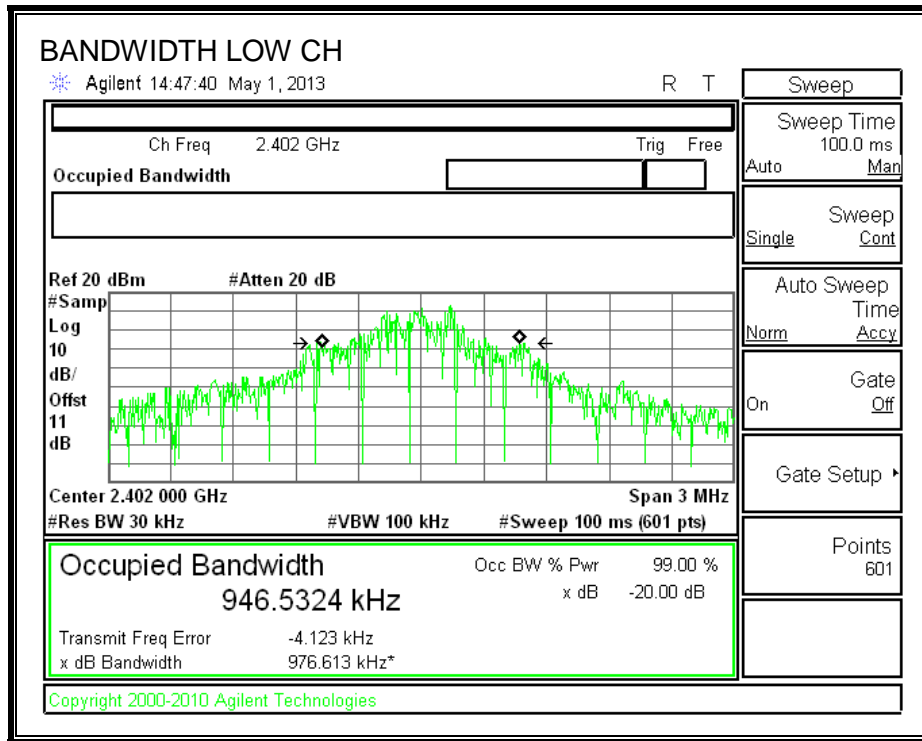 BANDWIDTH LOW CH
Agilent 14:47:40 May 1, 2013 R T
Ch Freq 2.402 GHz Trig Free
Occupied Bandwidth
Ref 20 dBm #Atten 20 dB
#Samp
Log
10
dB/
Offst
11
dB
Center 2.402 000 GHz Span 3 MHz
#Res BW 30 kHz #VBW 100 kHz #Sweep 100 ms (601 pts)
Occupied Bandwidth Occ BW % Pwr 99.00 %
946.5324 kHz x dB -20.00 dB
Transmit Freq Error -4.123 kHz
x dB Bandwidth 976.613 kHz*
Copyright 2000-2010 Agilent Technologies
Sweep
Sweep Time
100.0 ms
Auto Man
Sweep
Single Cont
Auto Sweep
Time
Norm Accy
Gate
On Off
Gate Setup
Points
601